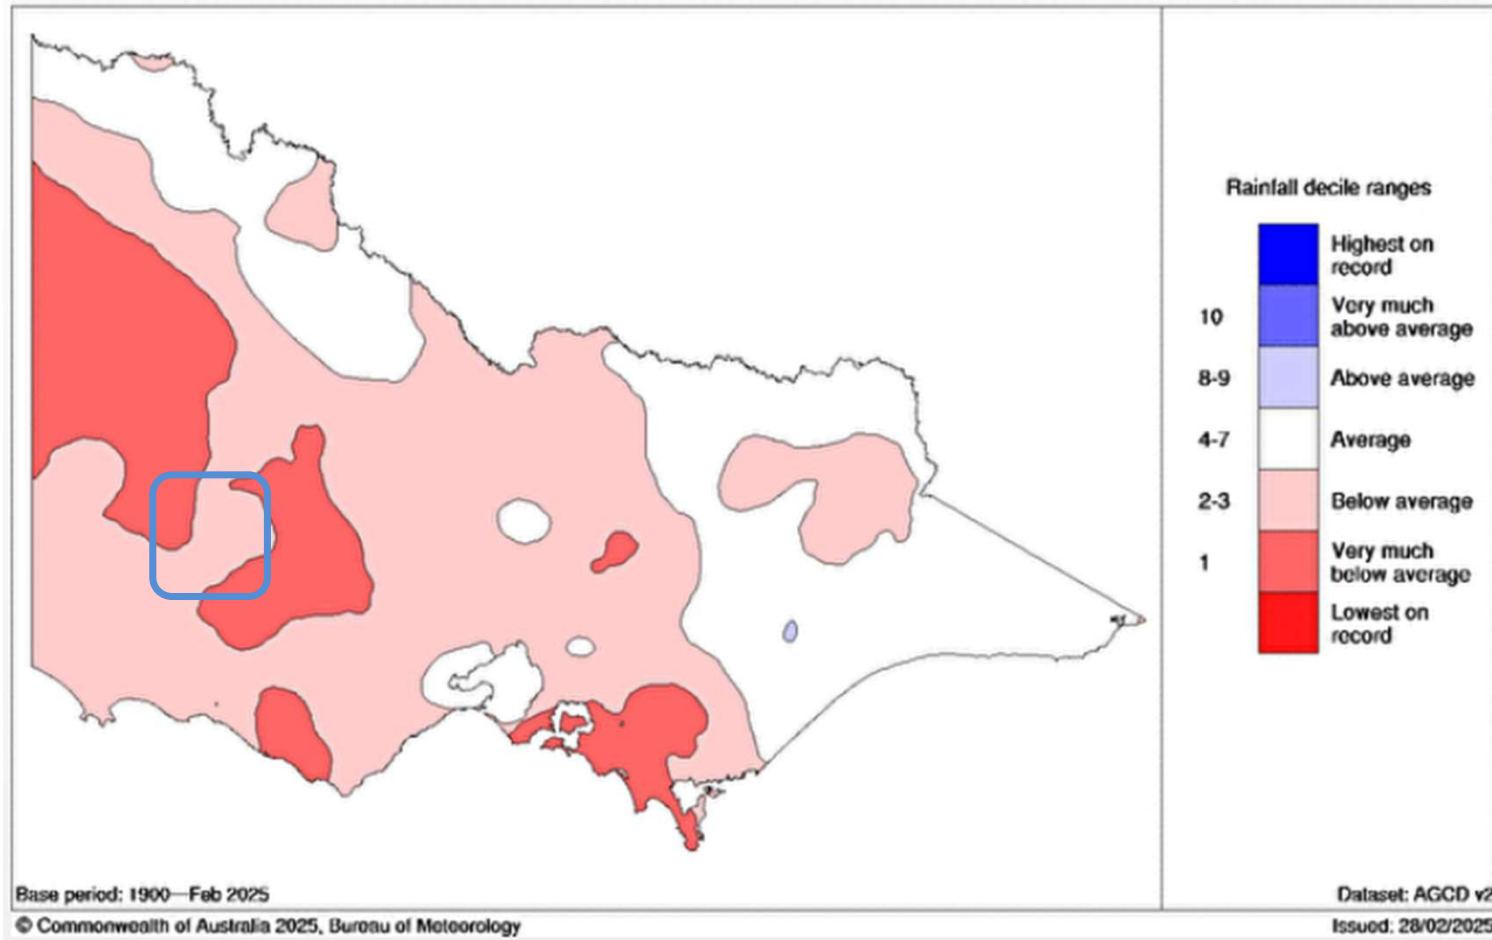 Rainfall decile ranges
Highest on
record
10
Very much
above average
8-9
Above average
4-7
Average
2-3
Below average
1
Very much
below average
Lowest on
record
Base period: 1900—Feb 2025
Dataset: AGCD v2
© Commonwealth of Australia 2025, Bureau of Meteorology
Issued: 28/02/2025